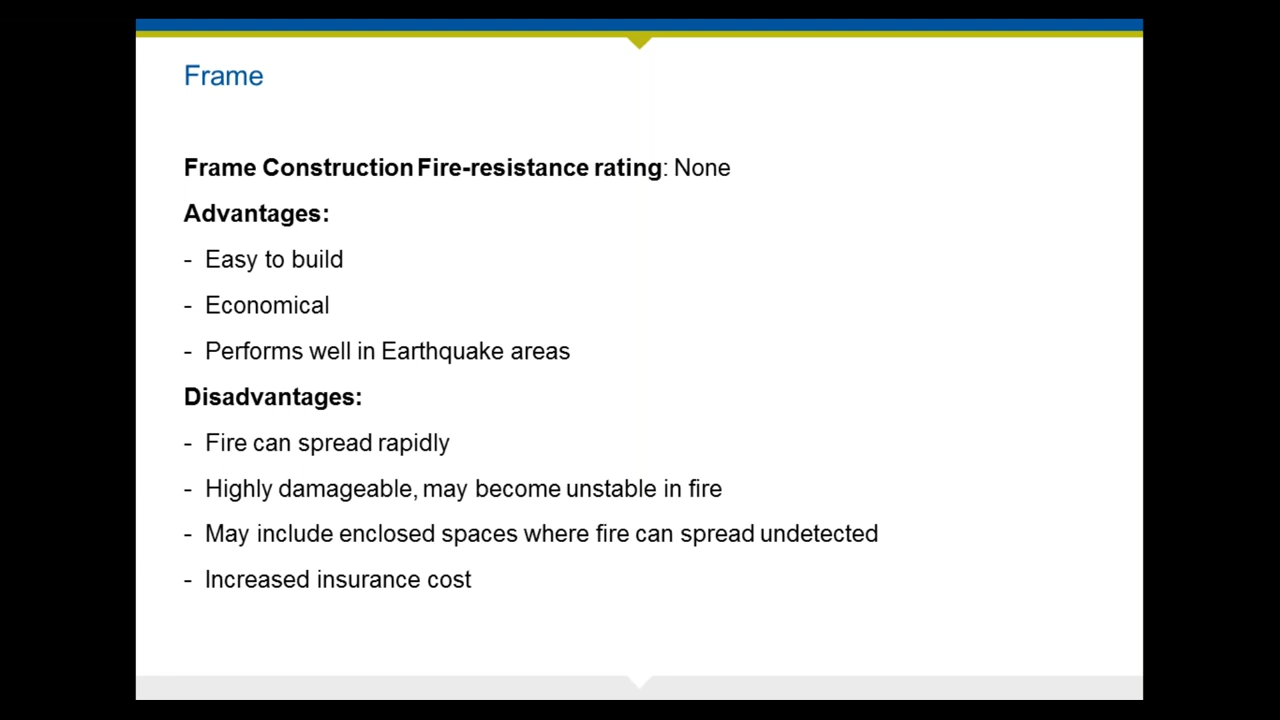 Frame
Frame Construction Fire-resistance rating: None
Advantages:
- Easy to build
- Economical
- Performs well in Earthquake areas
Disadvantages:
- Fire can spread rapidly
- Highly damageable, may become unstable in fire
- May include enclosed spaces where fire can spread undetected
- Increased insurance cost